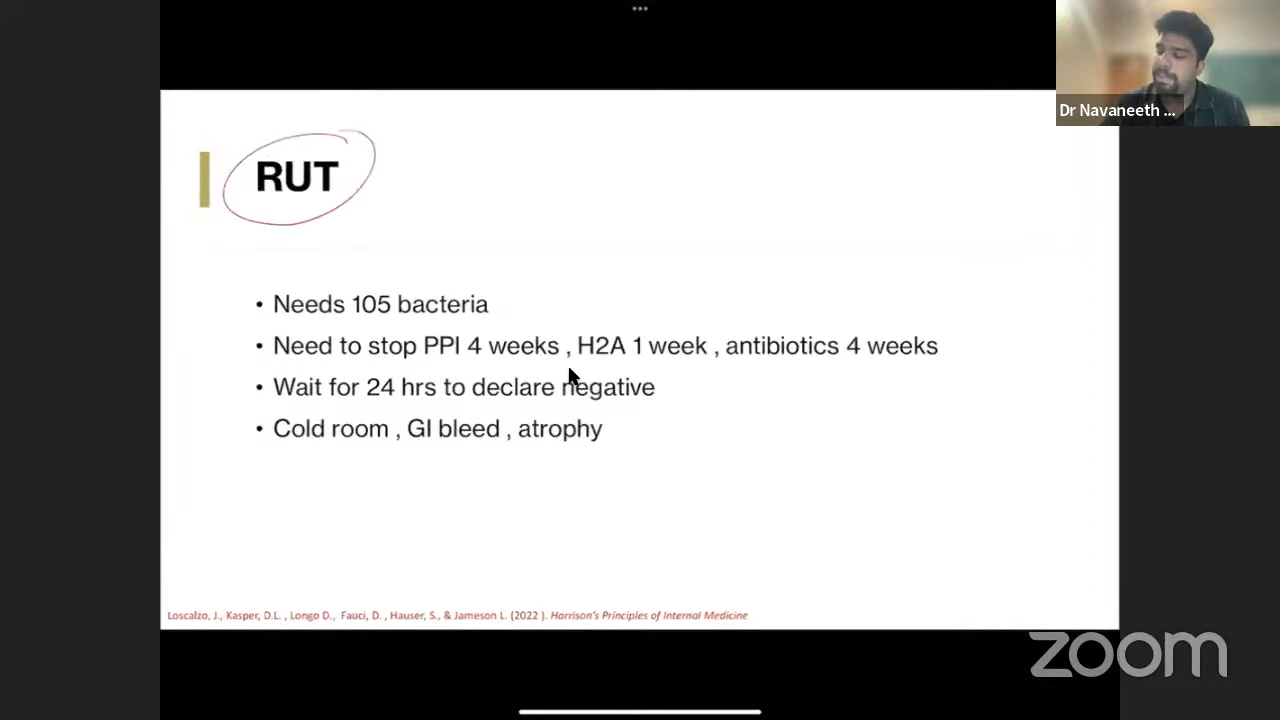 Dr Navaneeth ...
RUT
• Needs 105 bacteria
• Need to stop PPI 4 weeks , H2A 1 week , antibiotics 4 weeks
• Wait for 24 hrs to declare negative
• Cold room , GI bleed , atrophy
Loscalzo, J., Kasper, D.L. , Longo D., Fauci, D. , Hauser, S., & Jameson L. (2022 ). Harrison's Principles of Internal Medicine
zoom